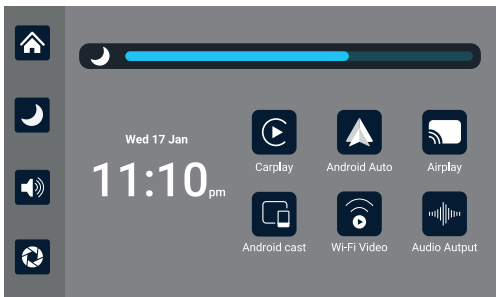 Wed 17 Jan
11:10pm
Carplay
Android Auto
Airplay
Android cast
Wi-Fi Video
Audio Autput